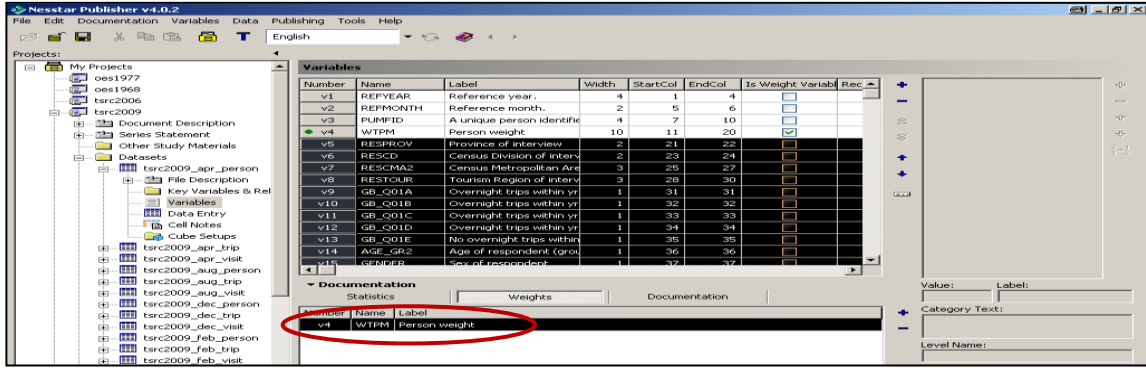 Nesstar Publisher v4.0.2
File Edit Documentation Variables Data Publishing Tools Help
English
Projects:
My Projects
oes1977
oes1968
tsrc2006
tsrc2009
Document Description
Series Statement
Other Study Materials
Datasets
tsrc2009_apr_person
File Description
Key Variables & Rel
Variables
Data Entry
Cell Notes
Cube Setups
tsrc2009_apr_trip
tsrc2009_apr_visit
tsrc2009_aug_person
tsrc2009_aug_trip
tsrc2009_aug_visit
tsrc2009_dec_person
tsrc2009_dec_trip
tsrc2009_dec_visit
tsrc2009_feb_person
tsrc2009_feb_trip
tsrc2009_feb_visit
Variables
Number Name Label Width StartCol EndCol Is Weight Variabl Rec
v1 REFYEAR Reference year. 4 1 4
v2 REFMONTH Reference month. 2 5 6
v3 PUMFID A unique person identifie 4 7 10
v4 WTPM Person weight 10 11 20
v5 RESPROV Province of interview 2 21 22
v6 RESCD Census Division of interv 2 23 24
v7 RESCMA2 Census Metropolitan Are 3 25 27
v8 RESTOUR Tourism Region of interv 3 28 30
v9 GB_Q01A Overnight trips within yr 1 31 31
v10 GB_Q01B Overnight trips within yr 1 32 32
v11 GB_Q01C Overnight trips within yr 1 33 33
v12 GB_Q01D Overnight trips within yr 1 34 34
v13 GB_Q01E No overnight trips within 1 35 35
v14 AGE_GR2 Age of respondent (grou 1 36 36
v15 GENDER Sex of respondent 1 37 37
Documentation
Statistics Weights Documentation
Number Name Label
v4 WTPM Person weight
Value: Label:
Category Text:
Level Name: